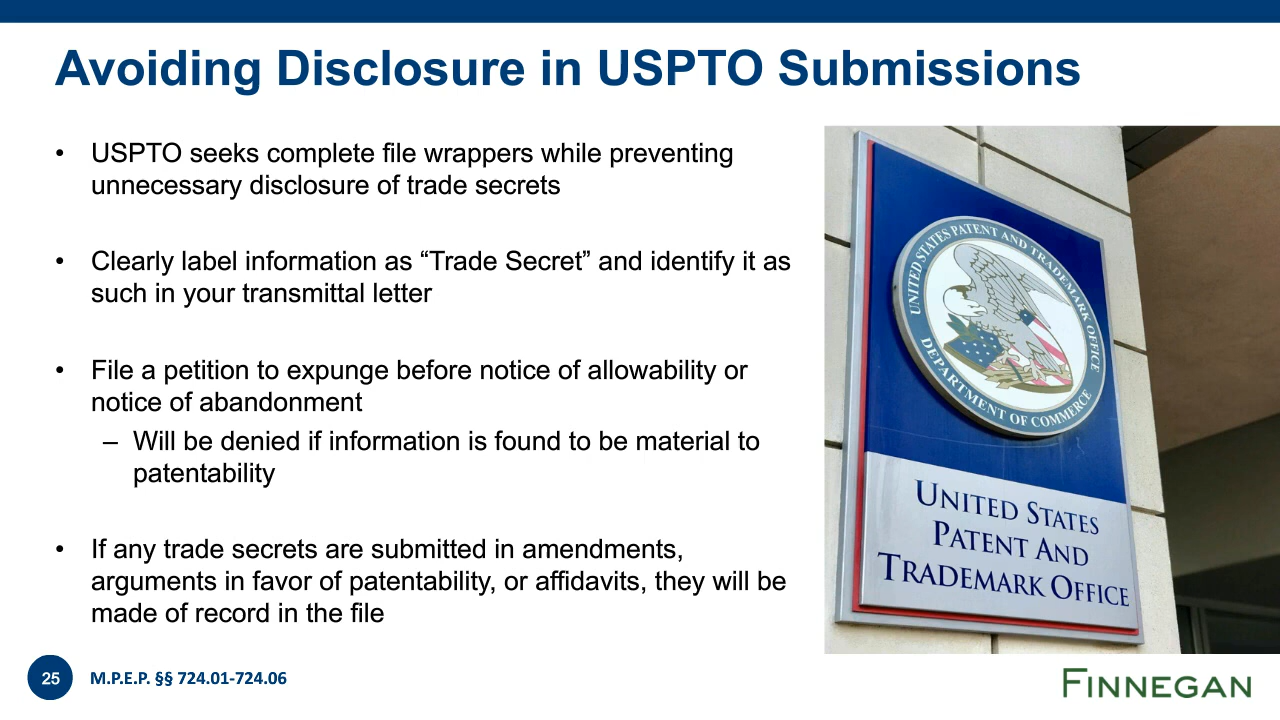 Avoiding Disclosure in USPTO Submissions
• USPTO seeks complete file wrappers while preventing
unnecessary disclosure of trade secrets
• Clearly label information as “Trade Secret” and identify it as
such in your transmittal letter
• File a petition to expunge before notice of allowability or
notice of abandonment
– Will be denied if information is found to be material to
patentability
• If any trade secrets are submitted in amendments,
arguments in favor of patentability, or affidavits, they will be
made of record in the file
UNITED STATES PATENT AND TRADEMARK OFFICE
DEPARTMENT OF COMMERCE
UNITED STATES
PATENT AND
TRADEMARK OFFICE
25
M.P.E.P. §§ 724.01-724.06
FINNEGAN